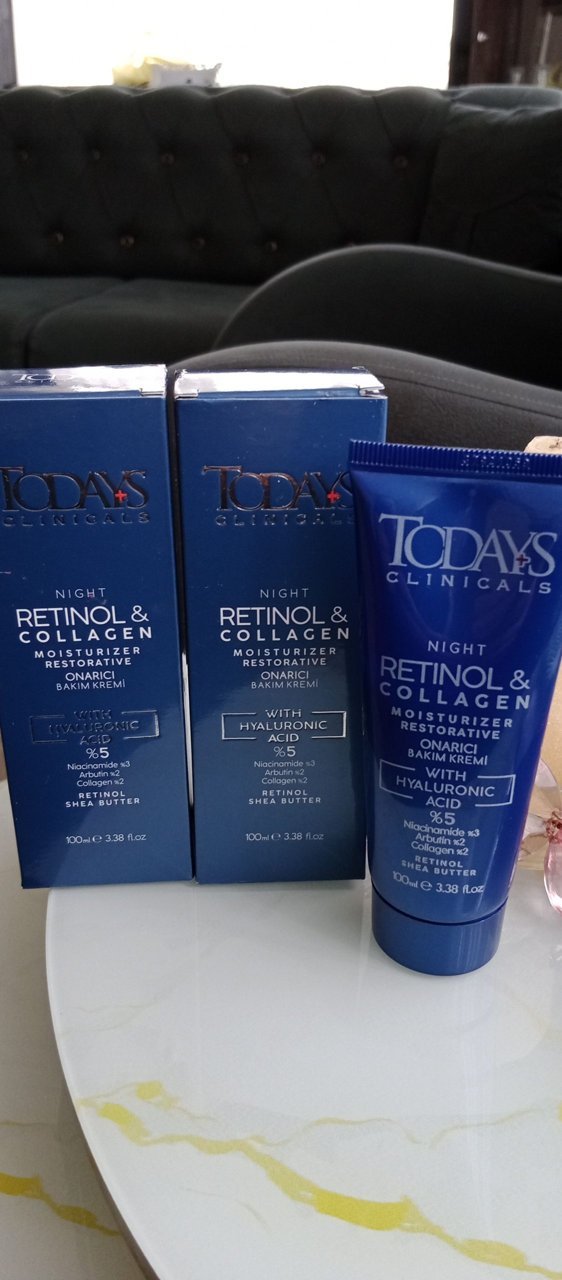 TODAY+S
CLINICALS
NIGHT
RETINOL &
COLLAGEN
MOISTURIZER
RESTORATIVE
ONARICI
BAKIM KREMİ
WITH
HYALURONIC
ACID
%5
Niacinamide %3
Arbutin %2
Collagen %2
RETINOL
SHEA BUTTER
100ml ℮ 3.38 fl.oz
TODAY+S
CLINICALS
NIGHT
RETINOL &
COLLAGEN
MOISTURIZER
RESTORATIVE
ONARICI
BAKIM KREMİ
WITH
HYALURONIC
ACID
%5
Niacinamide %3
Arbutin %2
Collagen %2
RETINOL
SHEA BUTTER
100ml ℮ 3.38 fl.oz
TODAY+S
CLINICALS
NIGHT
RETINOL &
COLLAGEN
MOISTURIZER
RESTORATIVE
ONARICI
BAKIM KREMİ
WITH
HYALURONIC
ACID
%5
Niacinamide %3
Arbutin %2
Collagen %2
RETINOL
SHEA BUTTER
100ml ℮ 3.38 fl.oz